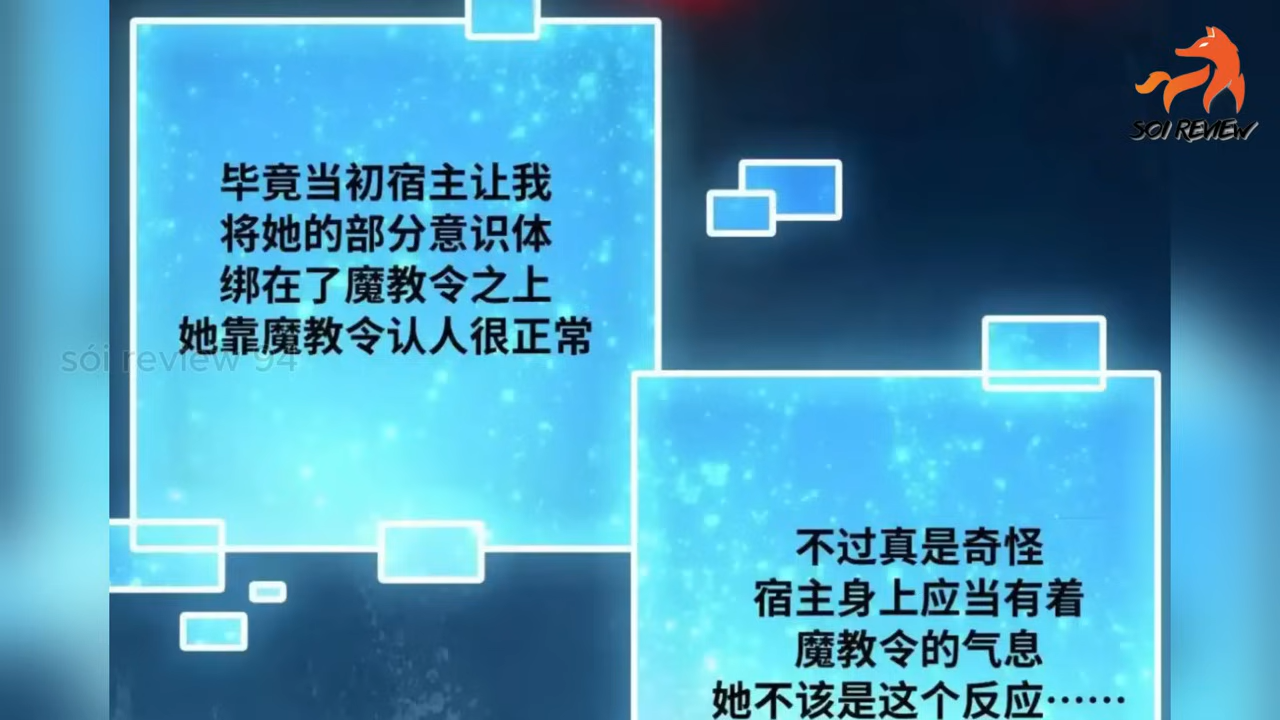 SOI REVIEW
毕竟当初宿主让我
将她的部分意识体
绑在了魔教令之上
她靠魔教令认人很正常
sói review 94
不过真是奇怪
宿主身上应当有着
魔教令的气息
她不该是这个反应······